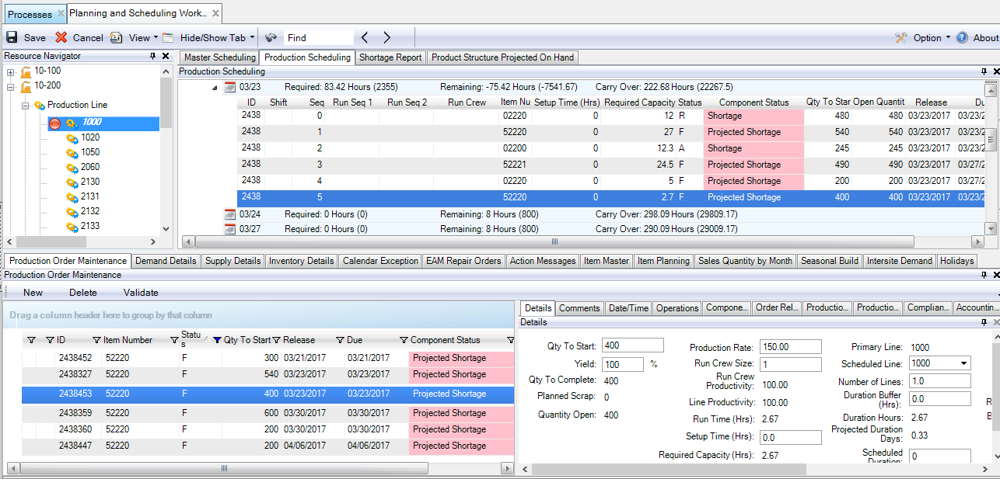 Processes Planning and Scheduling Work...
Save Cancel View Hide/Show Tab Find Option About
Resource Navigator
10-100
10-200
Production Line
1000
1020
1050
2060
2130
2131
2132
2133
Master Scheduling Production Scheduling Shortage Report Product Structure Projected On Hand
Production Scheduling
03/23 Required: 83.42 Hours (2355) Remaining: -75.42 Hours (-7541.67) Carry Over: 222.68 Hours (22267.5)
ID Shift Seq Run Seq 1 Run Seq 2 Run Crew Item Nu Setup Time (Hrs) Required Capacity Status Component Status Qty To Star Open Quantit Release Du
2438 0 02220 0 12 R Shortage 480 480 03/23/2017 03/23/2
2438 1 52220 0 27 F Projected Shortage 540 540 03/23/2017 03/23/2
2438 2 02200 0 12.3 A Shortage 245 245 03/23/2017 03/23/2
2438 3 52221 0 24.5 F Projected Shortage 490 490 03/23/2017 03/27/2
2438 4 02220 0 5 F Projected Shortage 200 200 03/23/2017 03/27/2
2438 5 52220 0 2.7 F Projected Shortage 400 400 03/23/2017 03/23/2
03/24 Required: 0 Hours (0) Remaining: 8 Hours (800) Carry Over: 298.09 Hours (29809.17)
03/27 Required: 0 Hours (0) Remaining: 8 Hours (800) Carry Over: 290.09 Hours (29009.17)
Production Order Maintenance Demand Details Supply Details Inventory Details Calendar Exception EAM Repair Orders Action Messages Item Master Item Planning Sales Quantity by Month Seasonal Build Intersite Demand Holidays
Production Order Maintenance
New Delete Validate
Drag a column header here to group by that column
ID Item Number Status Qty To Start Release Due Component Status
2438452 52220 F 300 03/21/2017 03/21/2017 Projected Shortage
2438327 52220 F 540 03/23/2017 03/23/2017 Projected Shortage
2438453 52220 F 400 03/23/2017 03/23/2017 Projected Shortage
2438359 52220 F 600 03/30/2017 03/30/2017 Projected Shortage
2438360 52220 F 200 03/30/2017 03/30/2017 Projected Shortage
2438447 52220 F 200 04/06/2017 04/06/2017 Projected Shortage
Details Comments Date/Time Operations Compone... Order Rel... Productio... Productio... Complian... Accountin...
Details
Qty To Start: 400
Yield: 100 %
Qty To Complete: 400
Planned Scrap: 0
Quantity Open: 400
Production Rate: 150.00
Run Crew Size: 1
Run Crew
Productivity: 100.00
Line Productivity: 100.00
Run Time (Hrs): 2.67
Setup Time (Hrs): 0.0
Required Capacity (Hrs): 2.67
Primary Line: 1000
Scheduled Line: 1000
Number of Lines: 1.0
Duration Buffer
(Hrs): 0.0
Duration Hours: 2.67
Projected Duration
Days: 0.33
Scheduled
Duration: 0